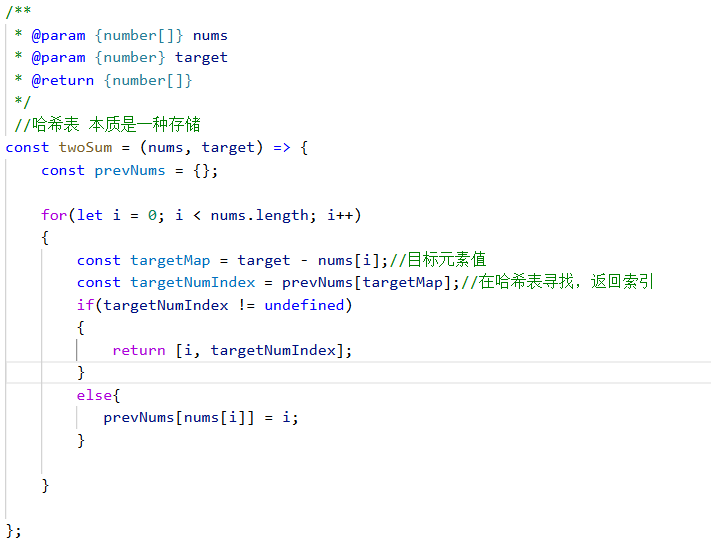 /**
 * @param {number[]} nums
 * @param {number} target
 * @return {number[]}
 */
 //哈希表 本质是一种存储
const twoSum = (nums, target) => {
    const prevNums = {};
    for(let i = 0; i < nums.length; i++)
    {
        const targetMap = target - nums[i];//目标元素值
        const targetNumIndex = prevNums[targetMap];//在哈希表寻找，返回索引
        if(targetNumIndex != undefined)
        {
            return [i, targetNumIndex];
        }
        else{
           prevNums[nums[i]] = i;
        }
    }
};